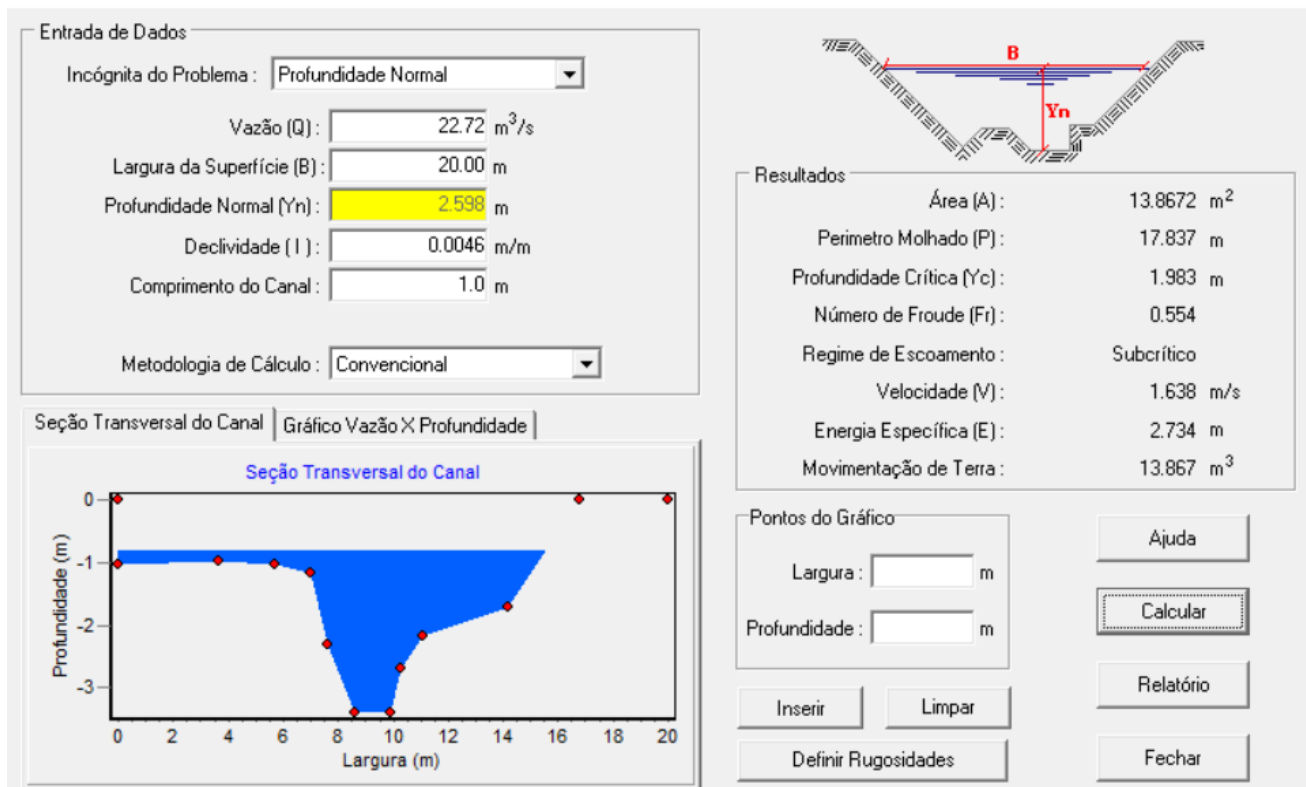 Entrada de Dados
Incógnita do Problema : Profundidade Normal
Vazão (Q) : 22.72 m3/s
Largura da Superfície (B) : 20.00 m
Profundidade Normal (Yn) : 2.598 m
Declividade ( I ) : 0.0046 m/m
Comprimento do Canal : 1.0 m
Metodologia de Cálculo : Convencional
B
Yn
Resultados
Área (A) : 13.8672 m2
Perimetro Molhado (P) : 17.837 m
Profundidade Crítica (Yc) : 1.983 m
Número de Froude (Fr) : 0.554
Regime de Escoamento : Subcrítico
Velocidade (V) : 1.638 m/s
Energia Específica (E) : 2.734 m
Movimentação de Terra : 13.867 m3
Seção Transversal do Canal Gráfico Vazão X Profundidade
Seção Transversal do Canal
Profundidade (m)
0
-1
-2
-3
0 2 4 6 8 10 12 14 16 18 20
Largura (m)
Pontos do Gráfico
Largura : m
Profundidade : m
Inserir Limpar
Definir Rugosidades
Ajuda
Calcular
Relatório
Fechar